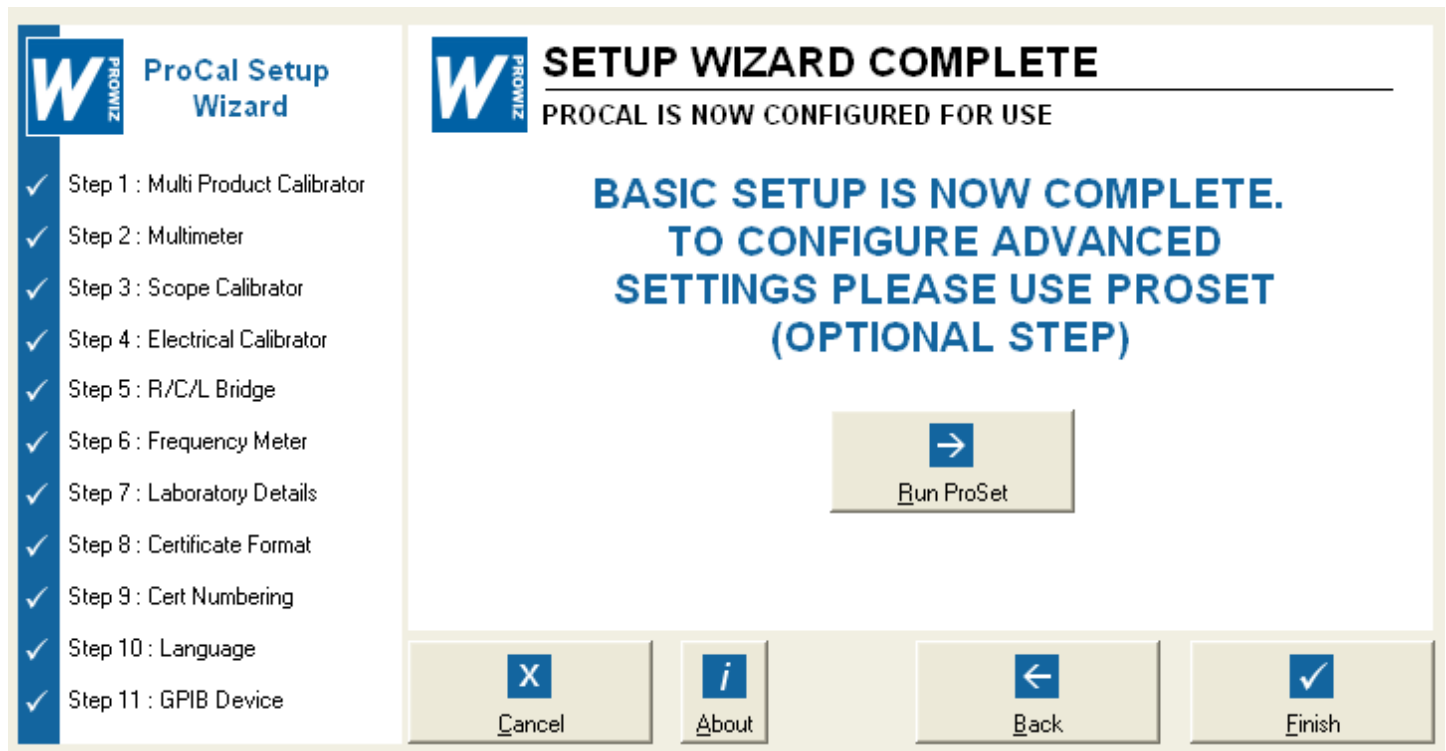 PROWIZ
ProCal Setup
Wizard
Step 1 : Multi Product Calibrator
Step 2 : Multimeter
Step 3 : Scope Calibrator
Step 4 : Electrical Calibrator
Step 5 : R/C/L Bridge
Step 6 : Frequency Meter
Step 7 : Laboratory Details
Step 8 : Certificate Format
Step 9 : Cert Numbering
Step 10 : Language
Step 11 : GPIB Device
W PROWIZ
SETUP WIZARD COMPLETE
PROCAL IS NOW CONFIGURED FOR USE
BASIC SETUP IS NOW COMPLETE.
TO CONFIGURE ADVANCED
SETTINGS PLEASE USE PROSET
(OPTIONAL STEP)
Run ProSet
X
Cancel
i
About
Back
Finish